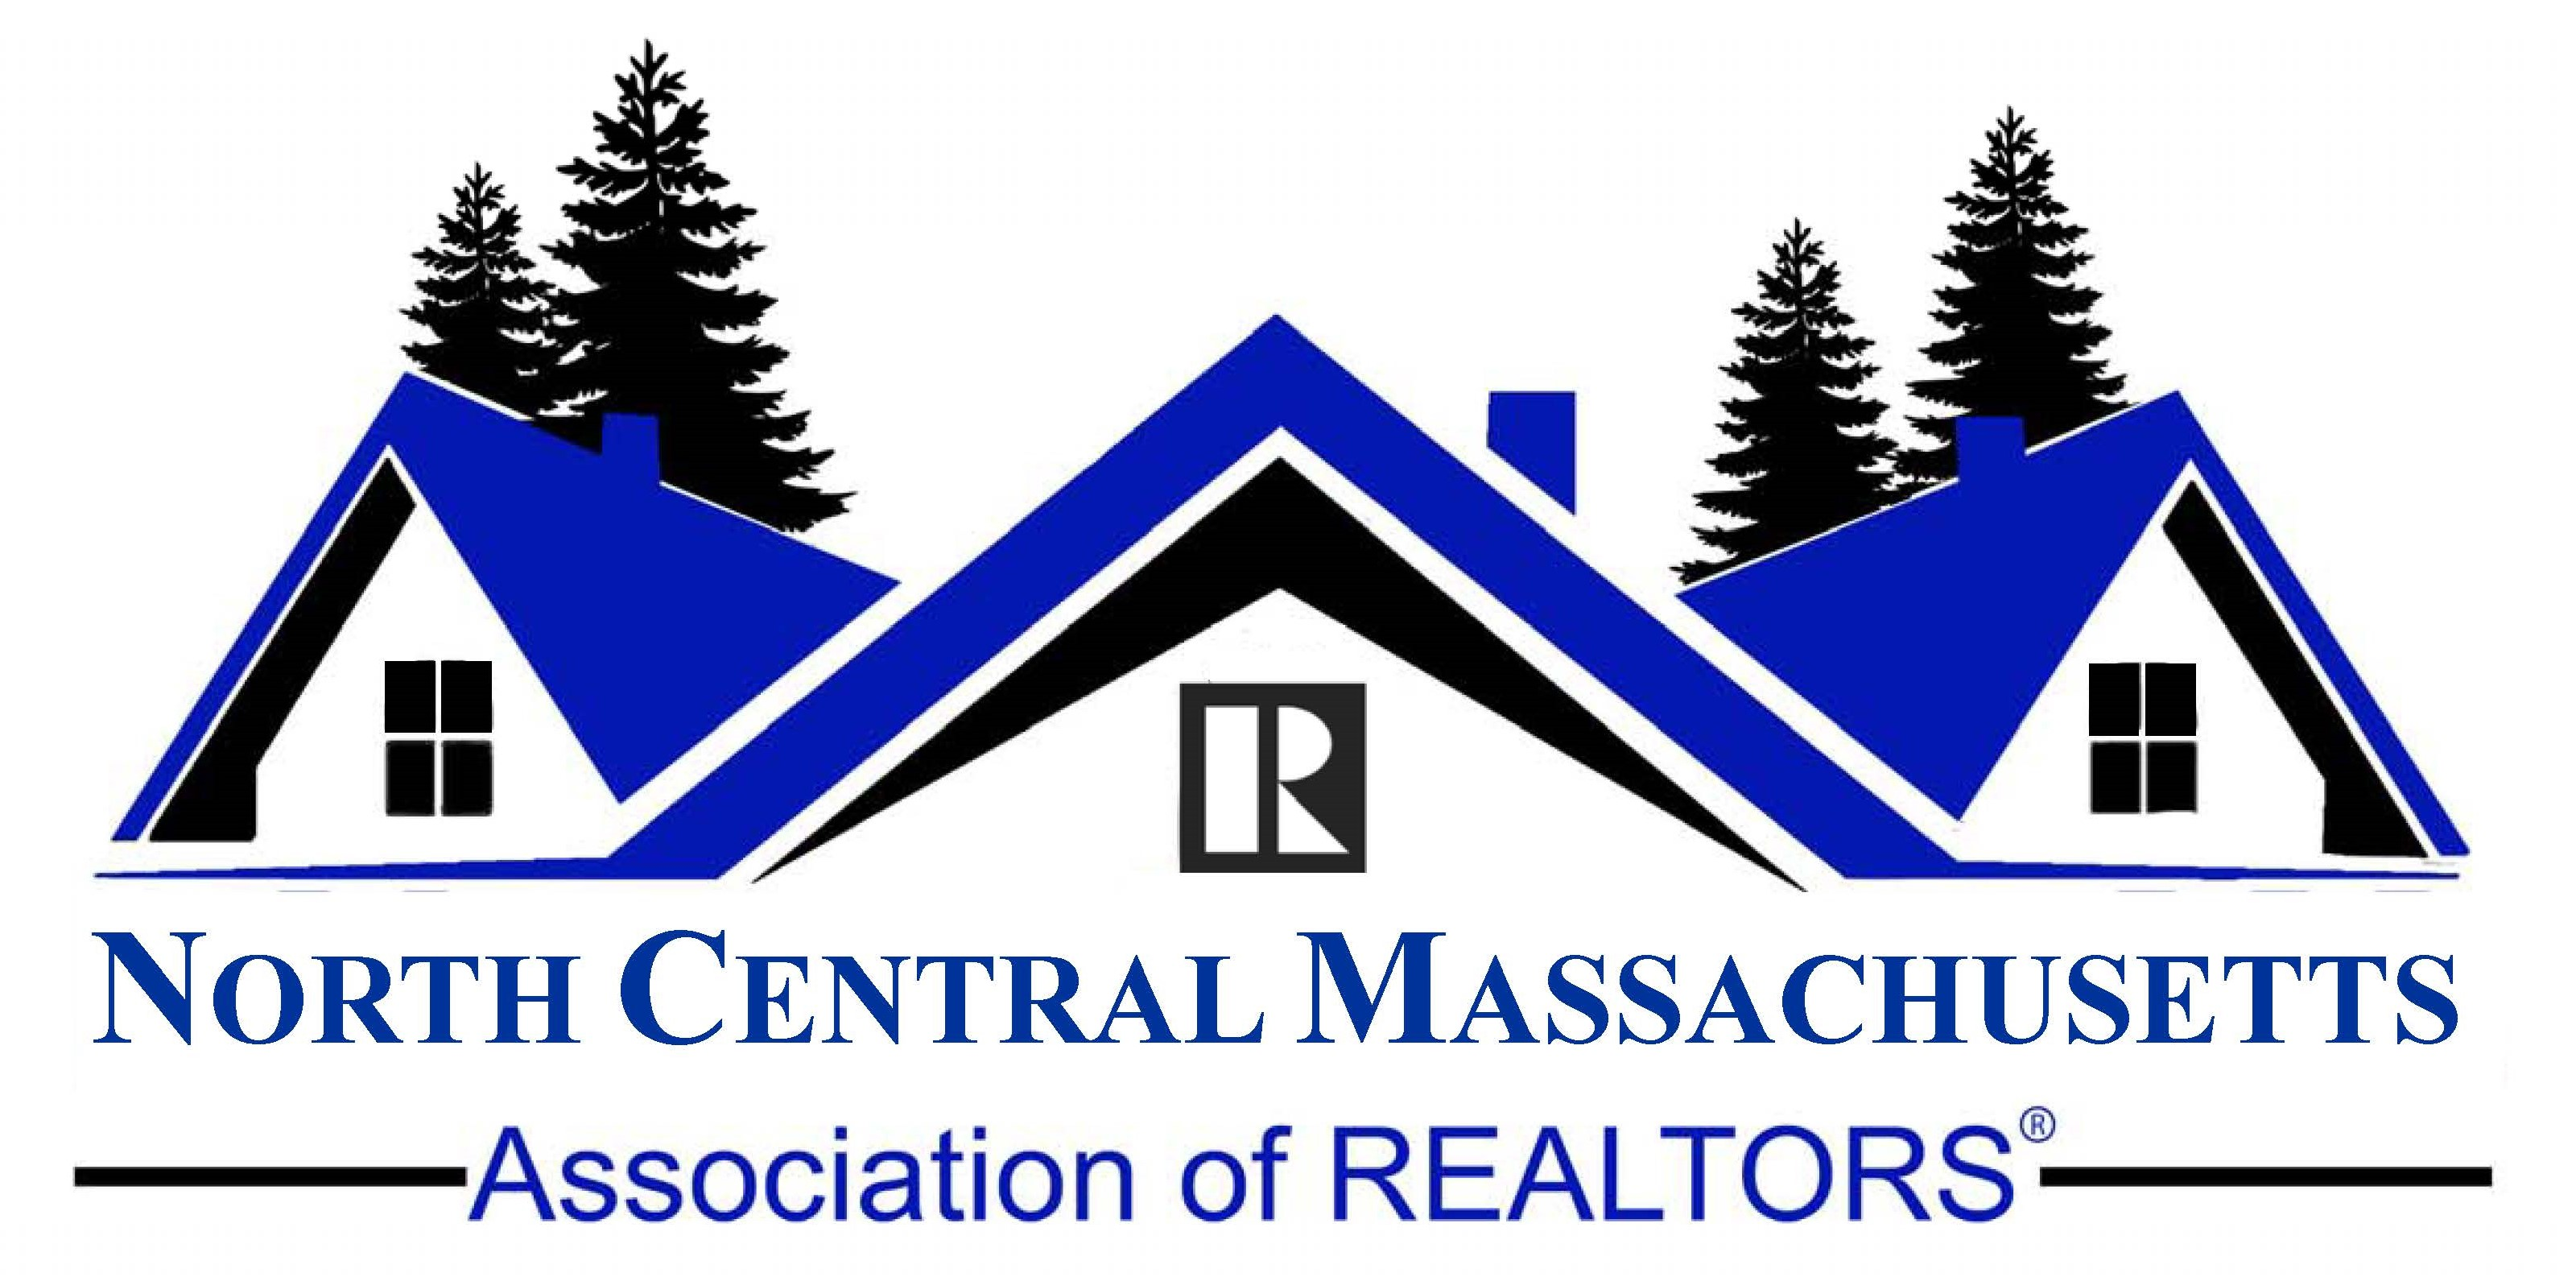 R
NORTH CENTRAL MASSACHUSETTS
Association of REALTORS®